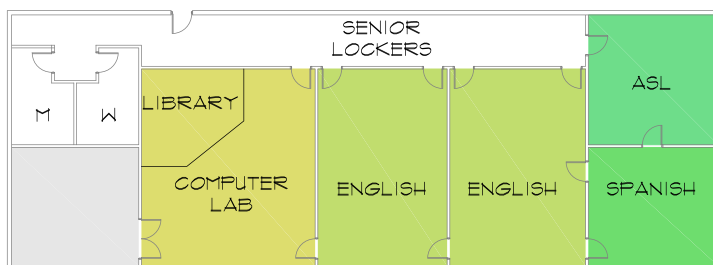 SENIOR
LOCKERS
ASL
LIBRARY
M
W
COMPUTER
LAB
ENGLISH
ENGLISH
SPANISH